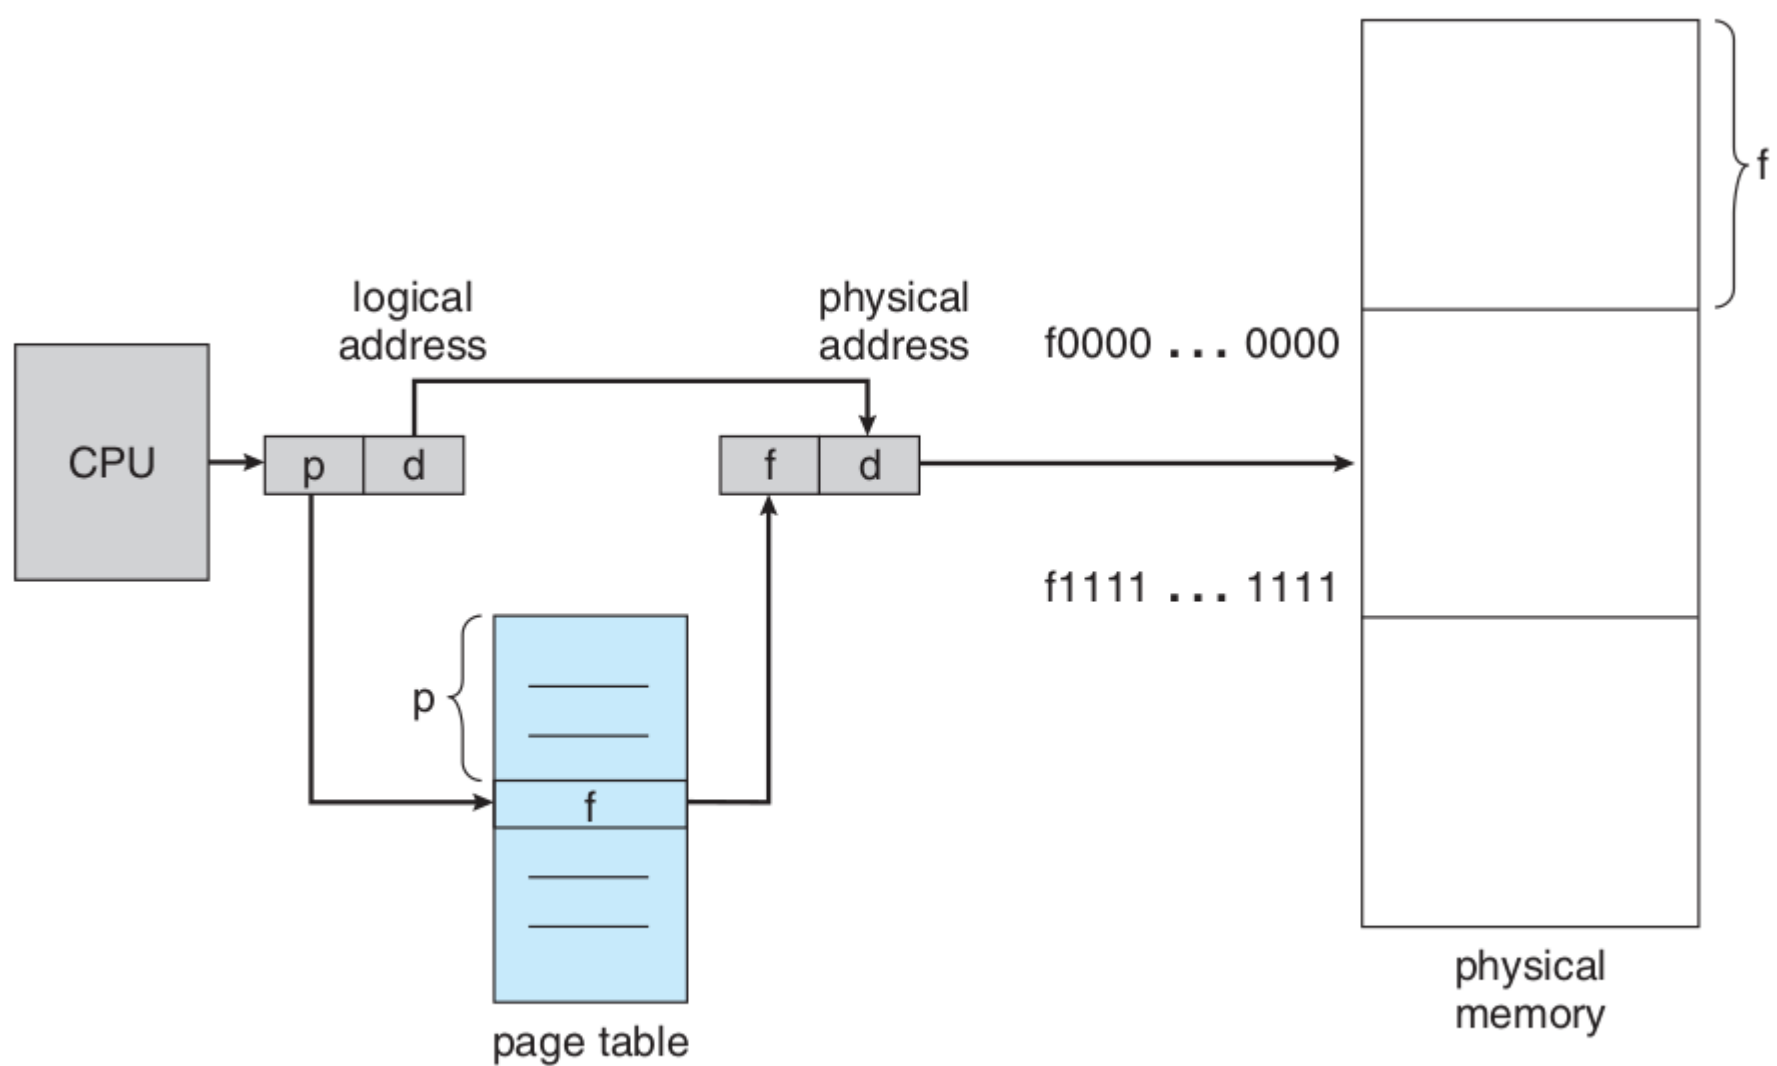 f
logical
address
physical
address
f0000 ... 0000
CPU
p
d
f
d
f1111 ... 1111
p
f
physical
memory
page table